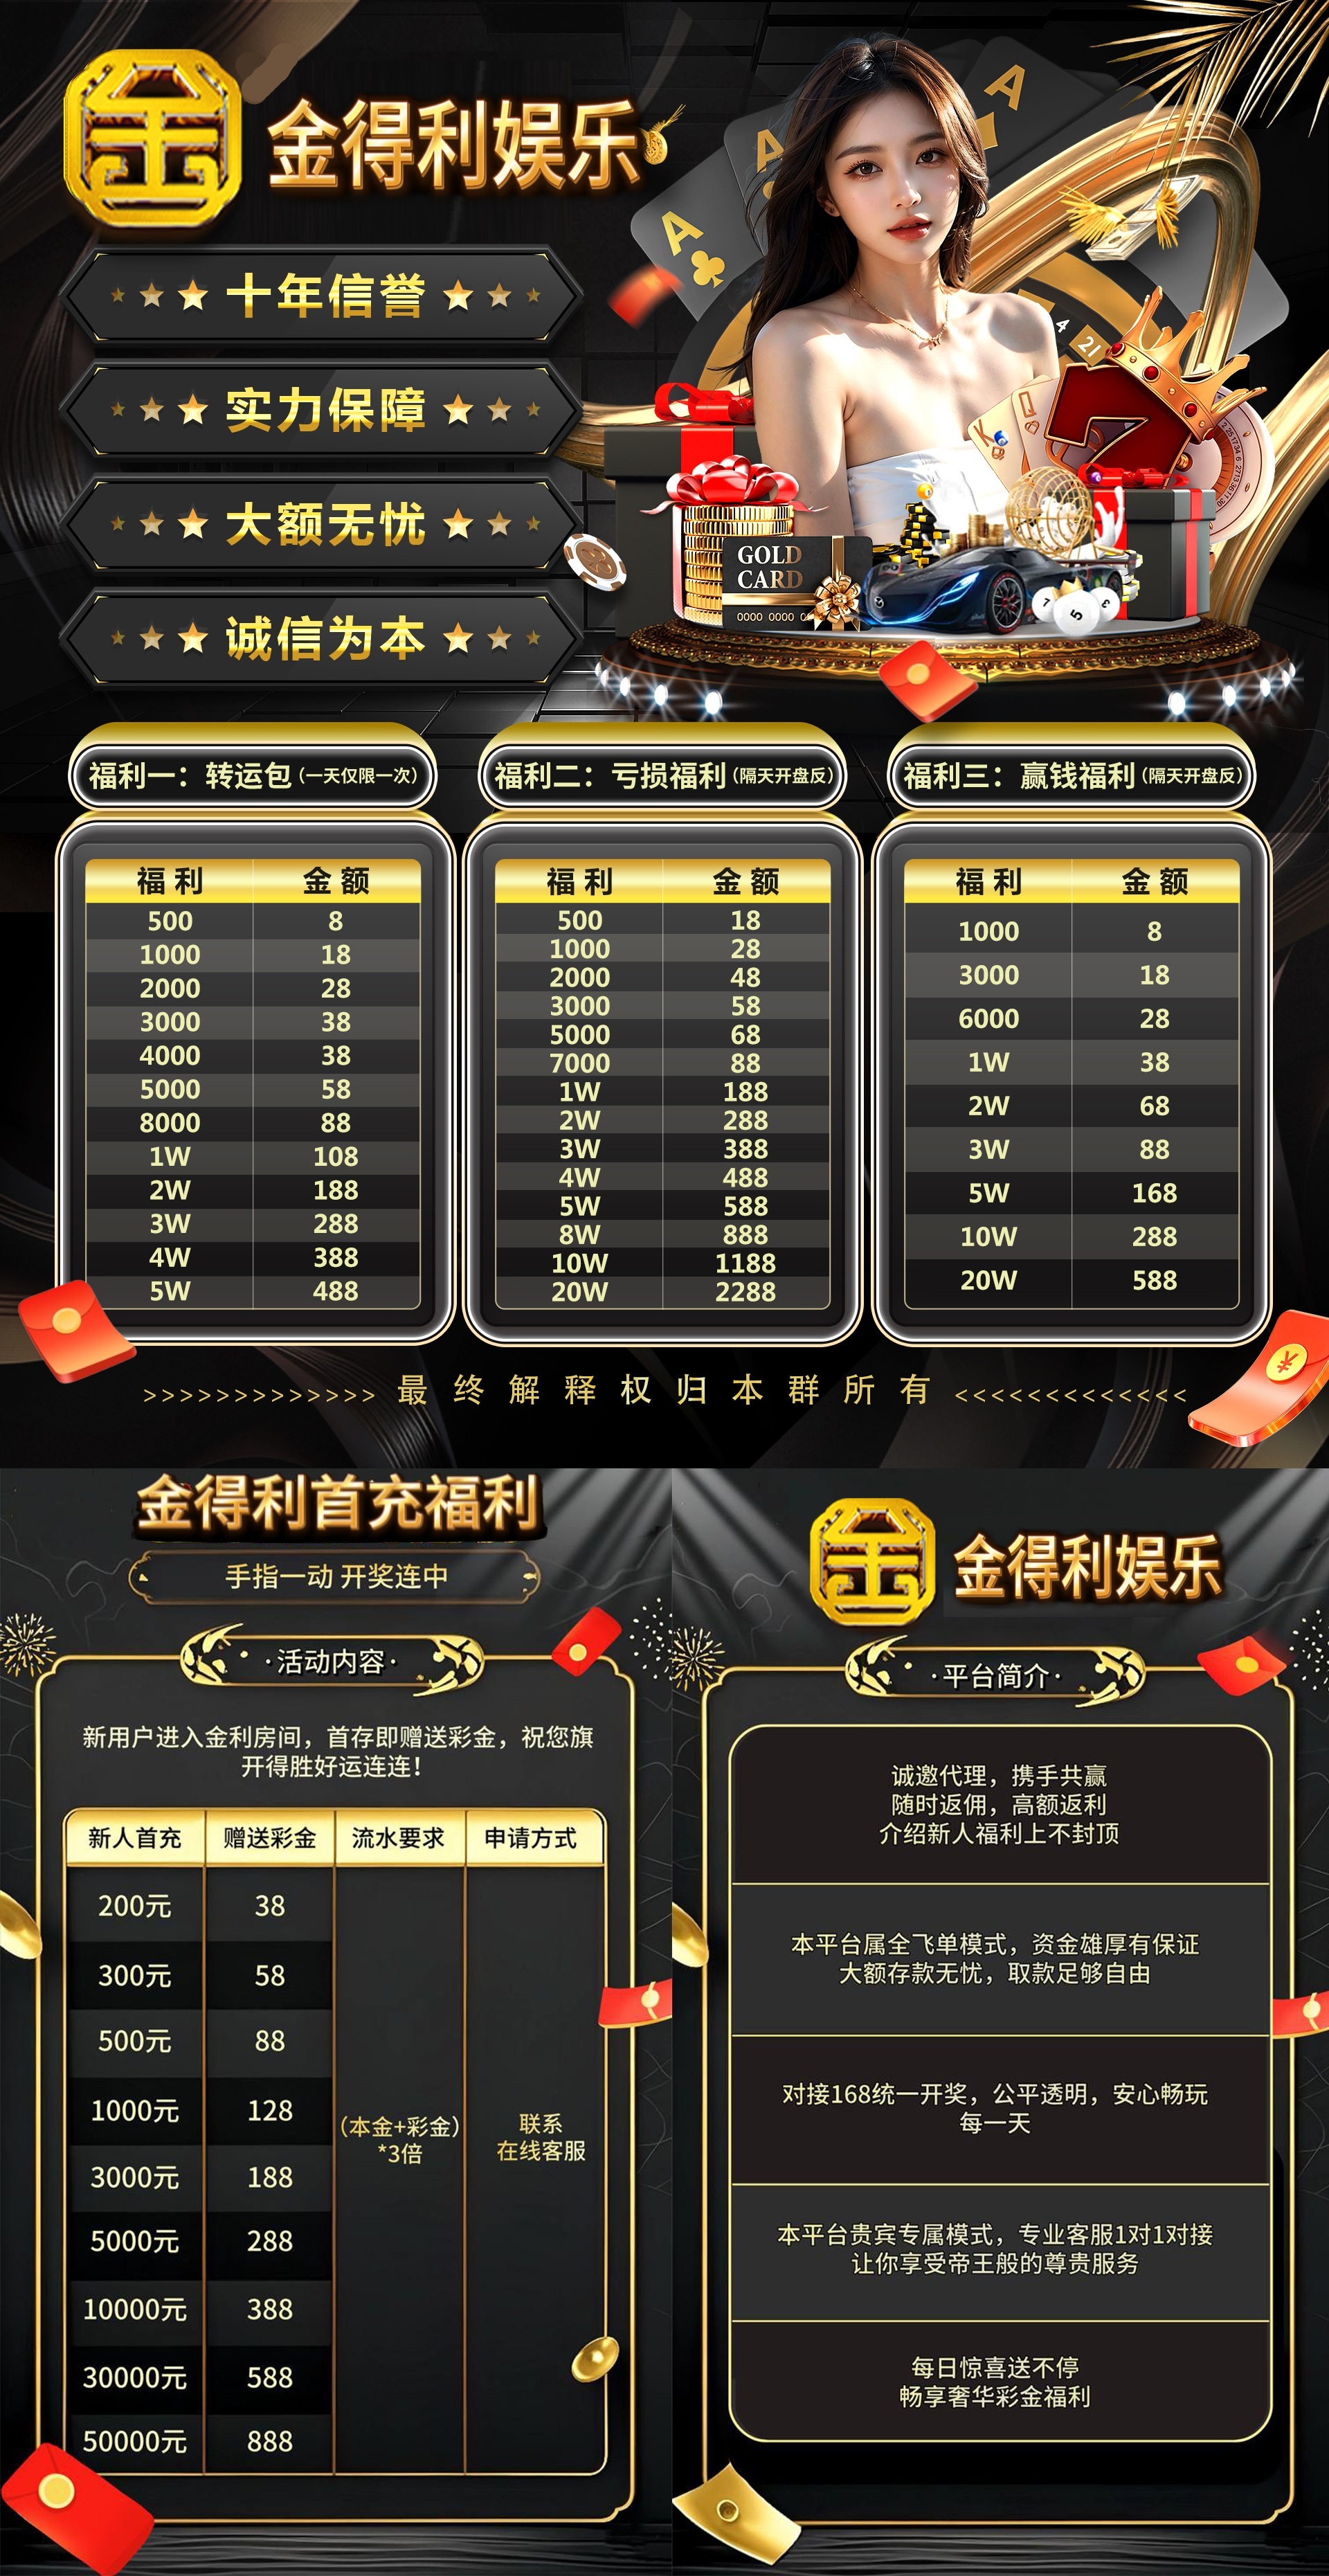 金 金得利娱乐
十年信誉
实力保障
大额无忧
诚信为本
A
A
A
4 21
K Q 7
GOLD
CARD
0000 0000
7 5
福利一：转运包（一天仅限一次）
福利 金额
500 8
1000 18
2000 28
3000 38
4000 38
5000 58
8000 88
1W 108
2W 188
3W 288
4W 388
5W 488
福利二：亏损福利（隔天开盘反）
福利 金额
500 18
1000 28
2000 48
3000 58
5000 68
7000 88
1W 188
2W 288
3W 388
4W 488
5W 588
8W 888
10W 1188
20W 2288
福利三：赢钱福利（隔天开盘反）
福利 金额
1000 8
3000 18
6000 28
1W 38
2W 68
3W 88
5W 168
10W 288
20W 588
>>>>>>>>>>>>> 最终解释权归本群所有 <<<<<<<<<<<<<
¥
金得利首充福利
手指一动 开奖连中
·活动内容·
新用户进入金利房间，首存即赠送彩金，祝您旗
开得胜好运连连！
新人首充 赠送彩金 流水要求 申请方式
200元 38
300元 58
500元 88
1000元 128
3000元 188
5000元 288
10000元 388
30000元 588
50000元 888
（本金+彩金）
*3倍
联系
在线客服
金 金得利娱乐
·平台简介·
诚邀代理，携手共赢
随时返佣，高额返利
介绍新人福利上不封顶
本平台属全飞单模式，资金雄厚有保证
大额存款无忧，取款足够自由
对接168统一开奖，公平透明，安心畅玩
每一天
本平台贵宾专属模式，专业客服1对1对接
让你享受帝王般的尊贵服务
每日惊喜送不停
畅享奢华彩金福利